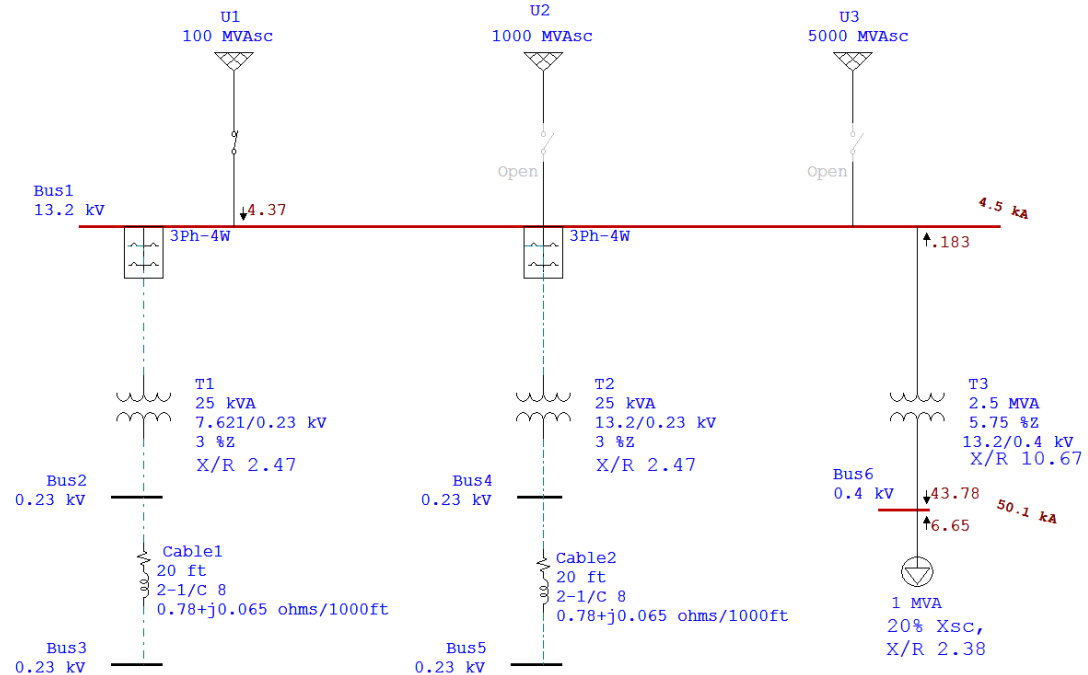 U1
100 MVAsc
U2
1000 MVAsc
U3
5000 MVAsc
Open
Open
Bus1
13.2 kV
4.37
4.5 kA
3Ph-4W
3Ph-4W
.183
T1
25 kVA
7.621/0.23 kV
3 %Z
X/R 2.47
T2
25 kVA
13.2/0.23 kV
3 %Z
X/R 2.47
T3
2.5 MVA
5.75 %Z
13.2/0.4 kV
X/R 10.67
Bus2
0.23 kV
Bus4
0.23 kV
Bus6
0.4 kV
43.78
50.1 kA
6.65
Cable1
20 ft
2-1/C 8
0.78+j0.065 ohms/1000ft
Cable2
20 ft
2-1/C 8
0.78+j0.065 ohms/1000ft
1 MVA
20% Xsc,
X/R 2.38
Bus3
0.23 kV
Bus5
0.23 kV